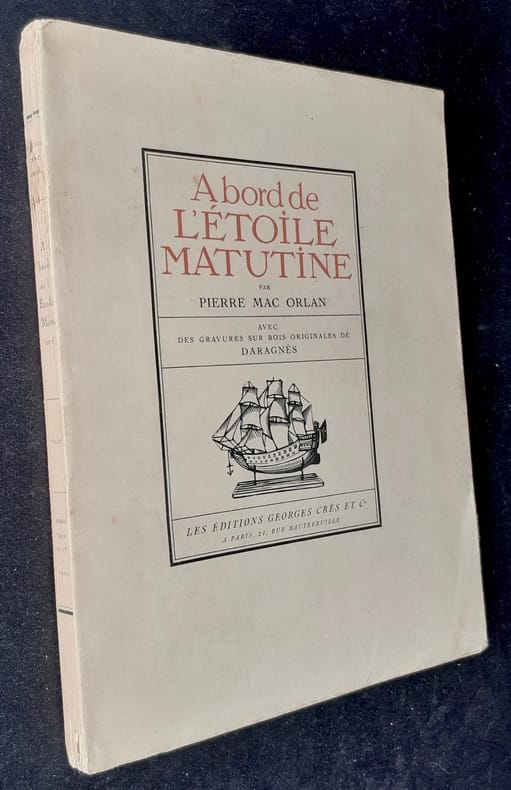 A bord de
L'ÉTOILE
MATUTINE
PAR
PIERRE MAC ORLAN
AVEC
DES GRAVURES SUR BOIS ORIGINALES DE
DARAGNÈS
LES ÉDITIONS GEORGES CRÈS ET Cie
A PARIS, 21, RUE HAUTEFEUILLE